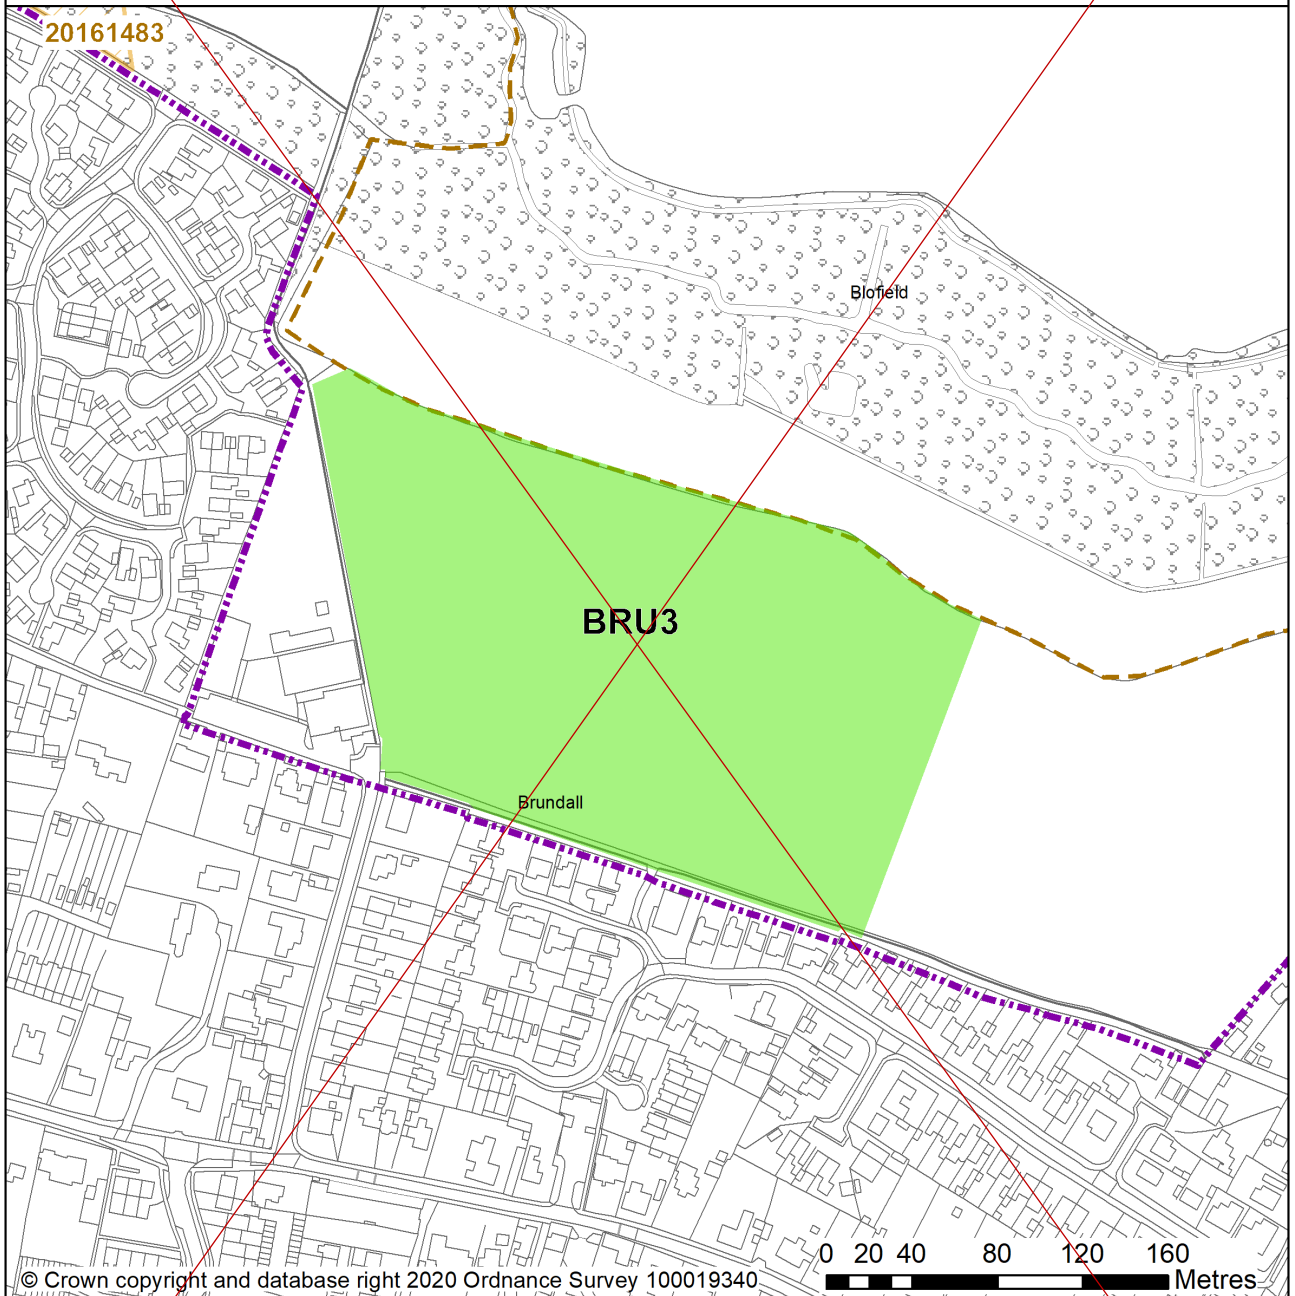 20161483
Blofield
BRU3
Brundall
0 20 40 80 120 160
Metres
© Crown copyright and database right 2020 Ordnance Survey 100019340